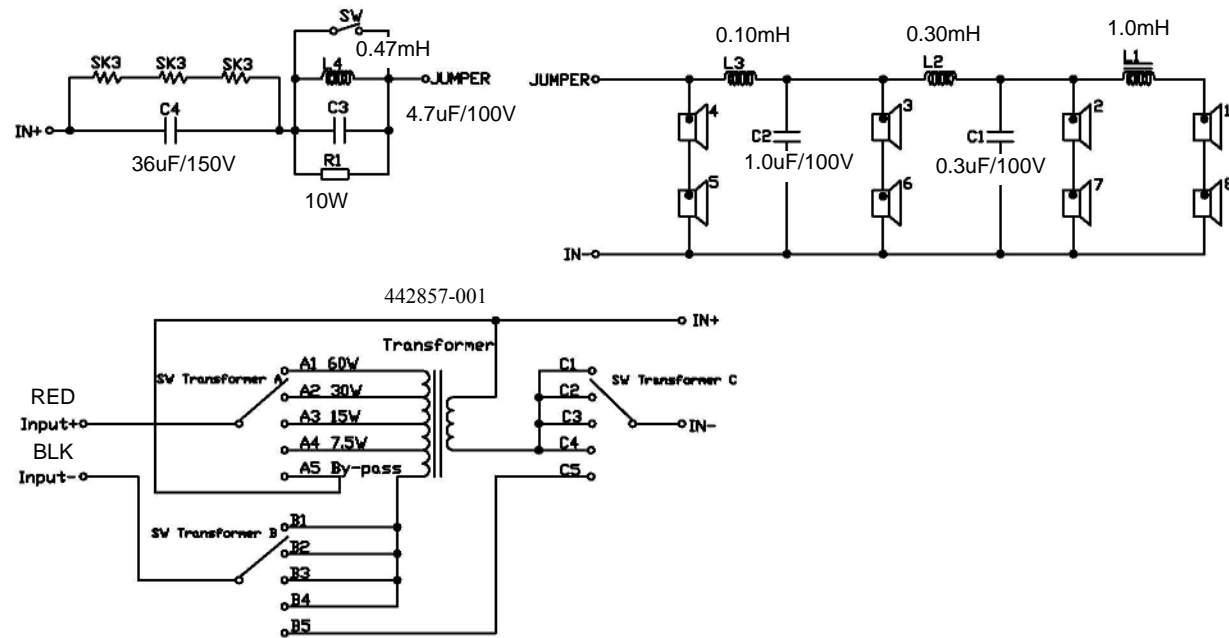 SW
0.47mH
L4
SK3 SK3 SK3
JUMPER
C4
C3
4.7uF/100V
IN+
36uF/150V
R1
10W
0.10mH 0.30mH 1.0mH
JUMPER
L3 L2 L1
4 3 2 1
C2 C1
1.0uF/100V 0.3uF/100V
5 6 7 8
IN-
442857-001
IN+
Transformer
A1 60W
C1
SW Transformer A
SW Transformer C
A2 30W
C2
RED
Input+
A3 15W
C3
IN-
BLK
A4 7.5W
C4
Input-
A5 By-pass
C5
B1
SW Transformer B
B2
B3
B4
B5